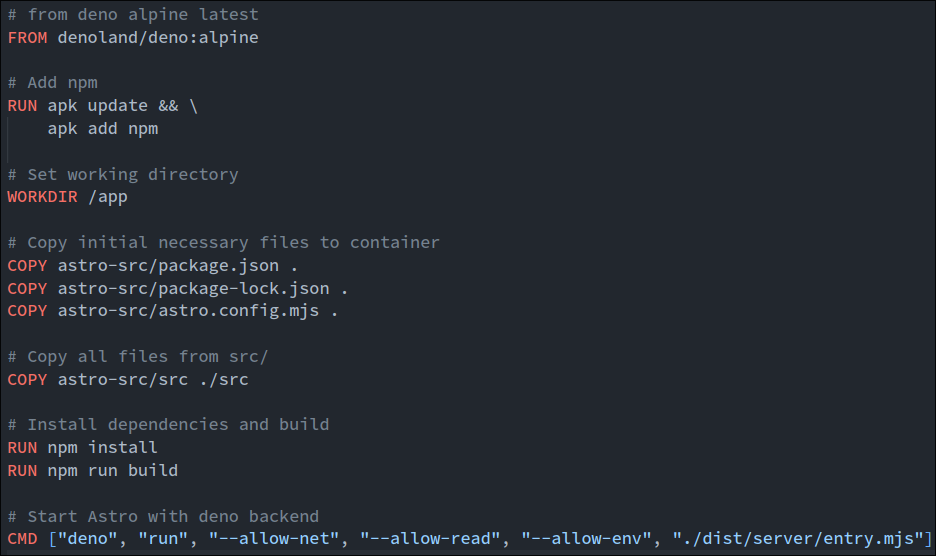 # from deno alpine latest
FROM denoland/deno:alpine
# Add npm
RUN apk update && \
apk add npm
# Set working directory
WORKDIR /app
# Copy initial necessary files to container
COPY astro-src/package.json .
COPY astro-src/package-lock.json .
COPY astro-src/astro.config.mjs .
# Copy all files from src/
COPY astro-src/src ./src
# Install dependencies and build
RUN npm install
RUN npm run build
# Start Astro with deno backend
CMD ["deno", "run", "--allow-net", "--allow-read", "--allow-env", "./dist/server/entry.mjs"]